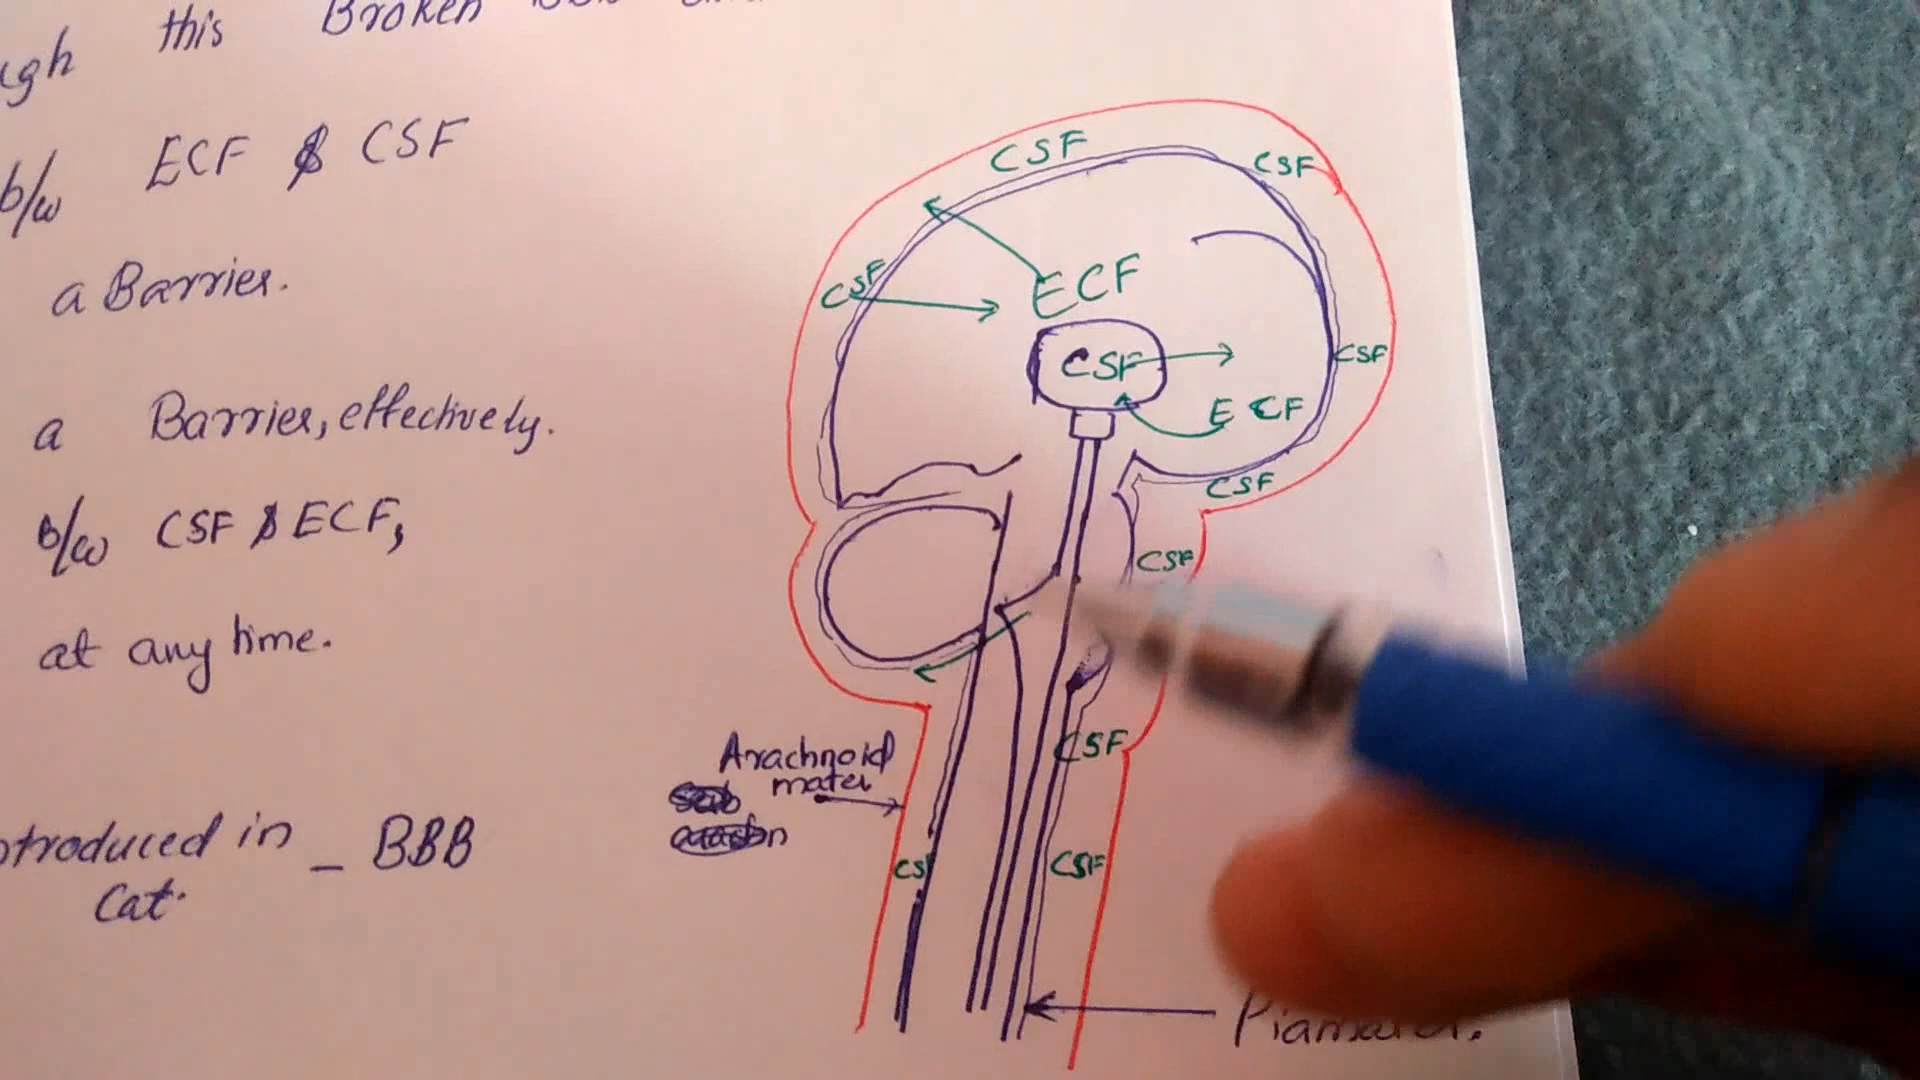 this Broken
b/w ECF & CSF
a Barrier.
a Barrier, effectively.
b/w CSF & ECF,
at any time.
introduced in _ BBB
Cat.
CSF
CSF
CSF
ECF
CSF
CSF
ECF
CSF
CSF
Arachnoid
mater
CSF
CSF
CSF
Piamater.